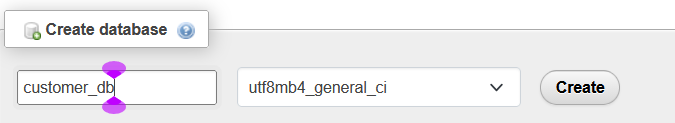 Create database
customer_db
utf8mb4_general_ci
Create